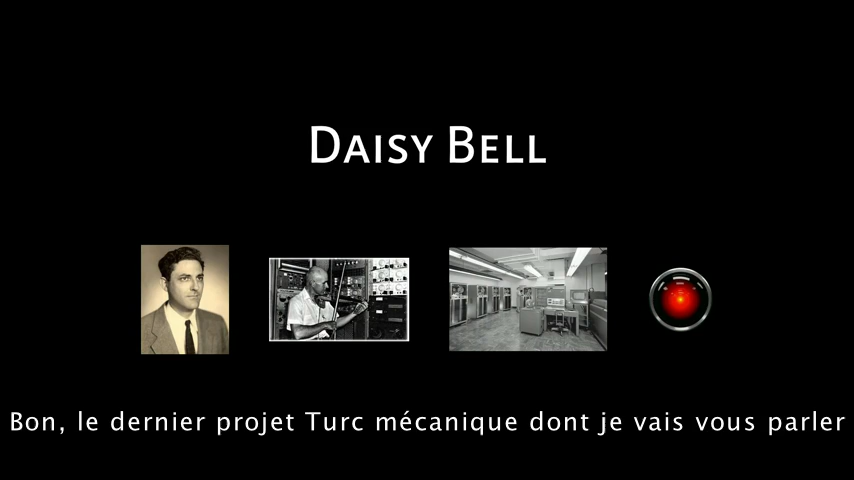 DAISY BELL
Bon, le dernier projet Turc mécanique dont je vais vous parler